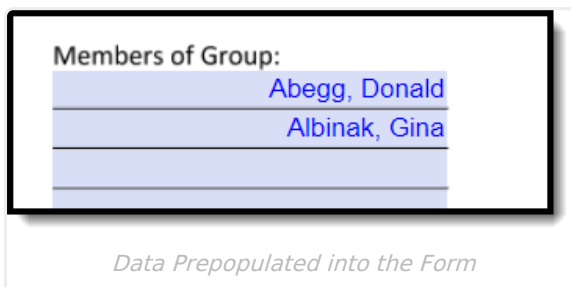 Members of Group:
Abegg, Donald
Albinak, Gina
Data Prepopulated into the Form